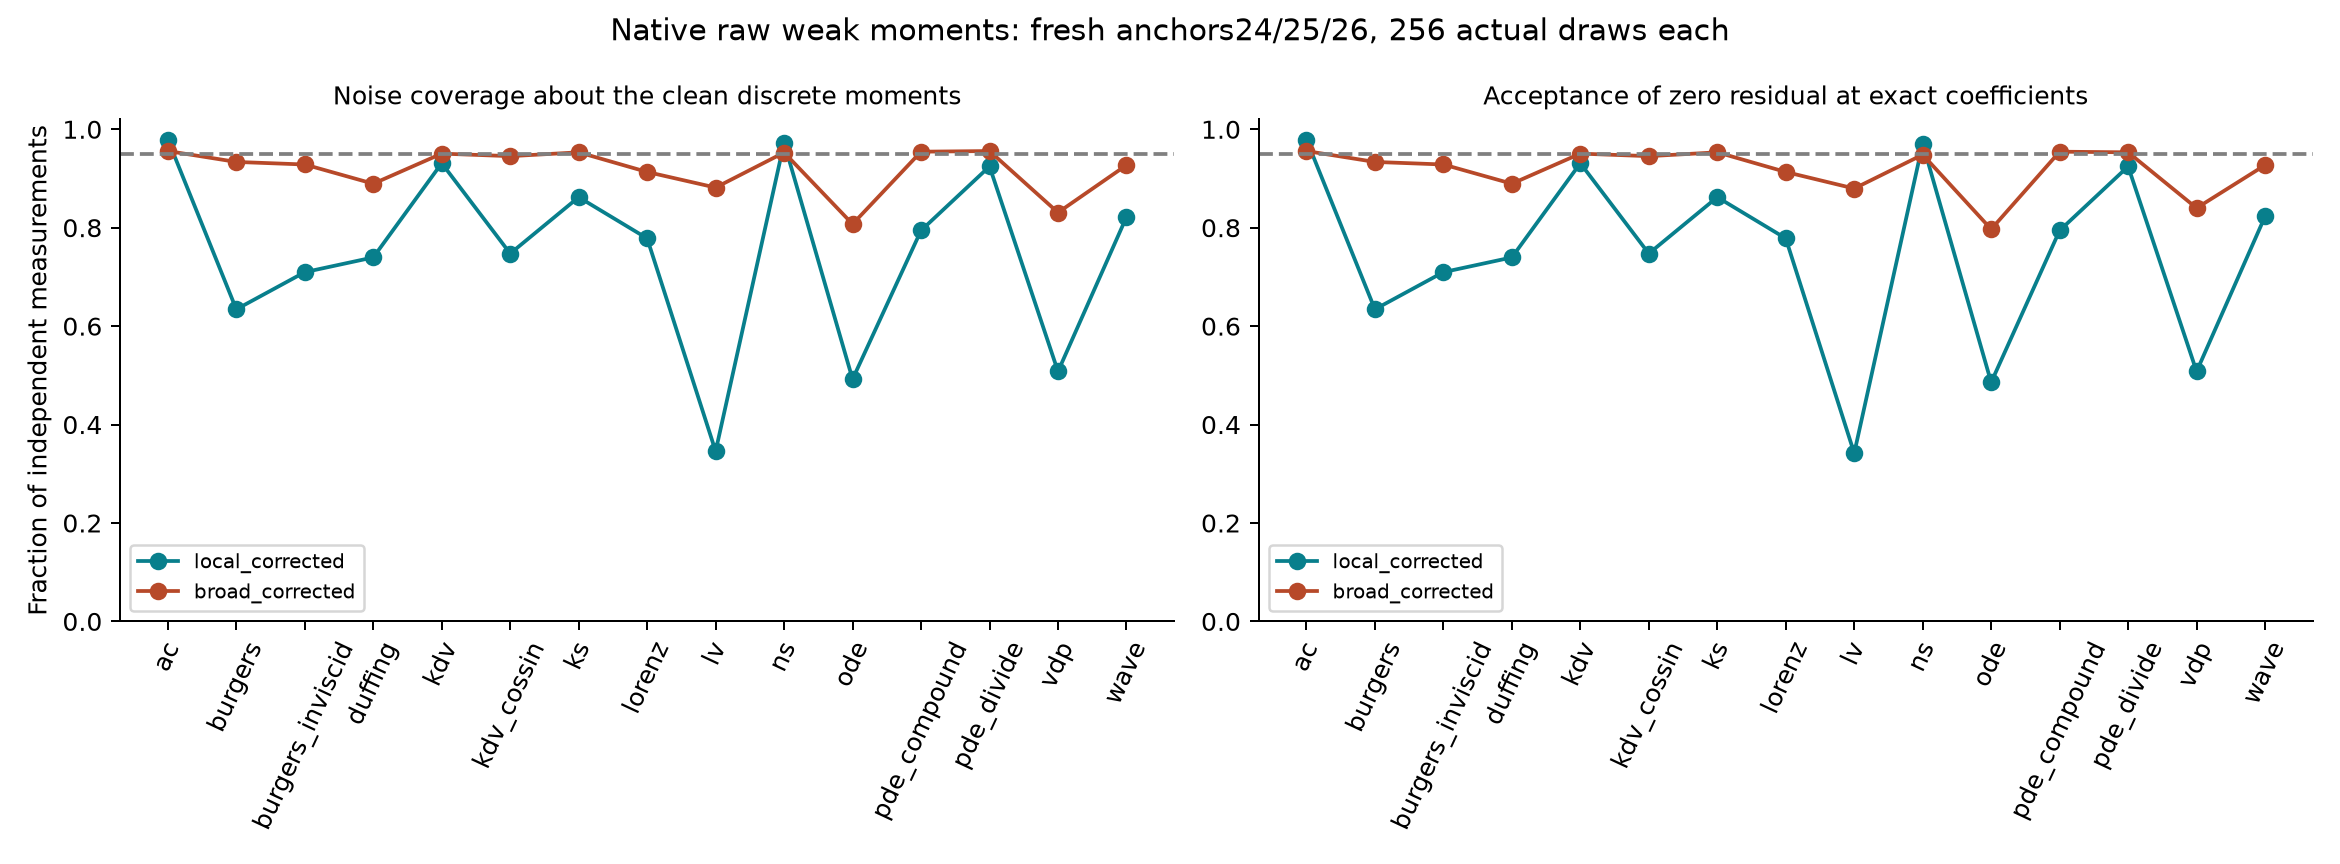 Native raw weak moments: fresh anchors24/25/26, 256 actual draws each
Noise coverage about the clean discrete moments
Fraction of independent measurements
1.0
0.8
0.6
0.4
0.2
0.0
local_corrected
broad_corrected
ac
burgers
burgers_inviscid
duffing
kdv
kdv_cossin
ks
lorenz
lv
ns
ode
pde_compound
pde_divide
vdp
wave
Acceptance of zero residual at exact coefficients
1.0
0.8
0.6
0.4
0.2
0.0
local_corrected
broad_corrected
ac
burgers
burgers_inviscid
duffing
kdv
kdv_cossin
ks
lorenz
lv
ns
ode
pde_compound
pde_divide
vdp
wave